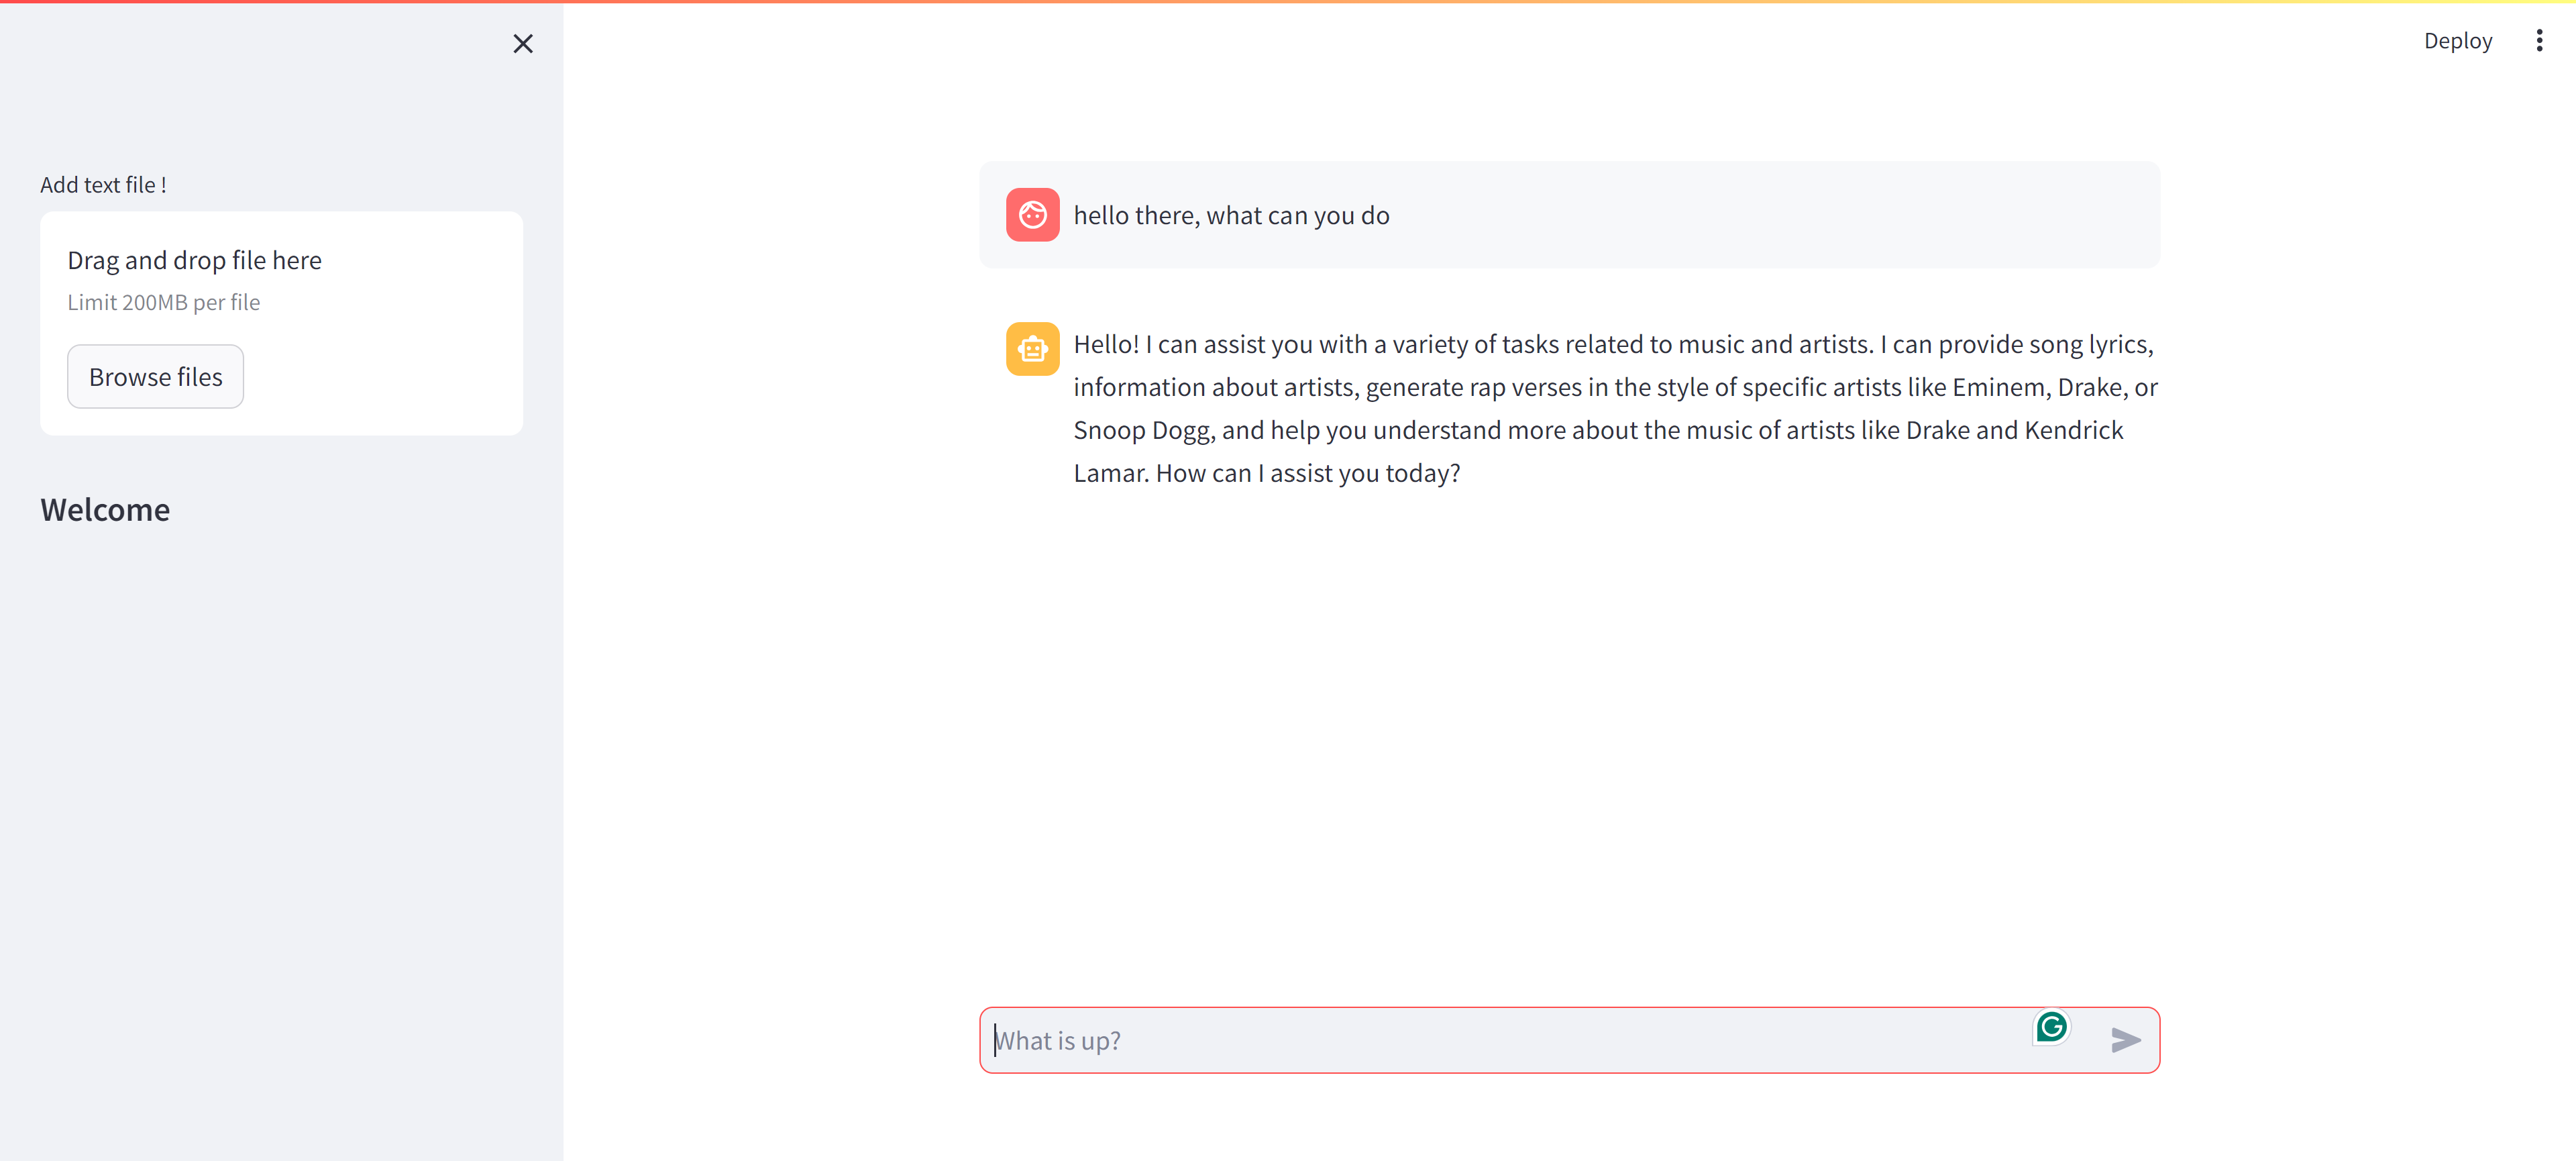 Deploy
Add text file !
Drag and drop file here
Limit 200MB per file
Browse files
Welcome
hello there, what can you do
Hello! I can assist you with a variety of tasks related to music and artists. I can provide song lyrics,
information about artists, generate rap verses in the style of specific artists like Eminem, Drake, or
Snoop Dogg, and help you understand more about the music of artists like Drake and Kendrick
Lamar. How can I assist you today?
What is up?